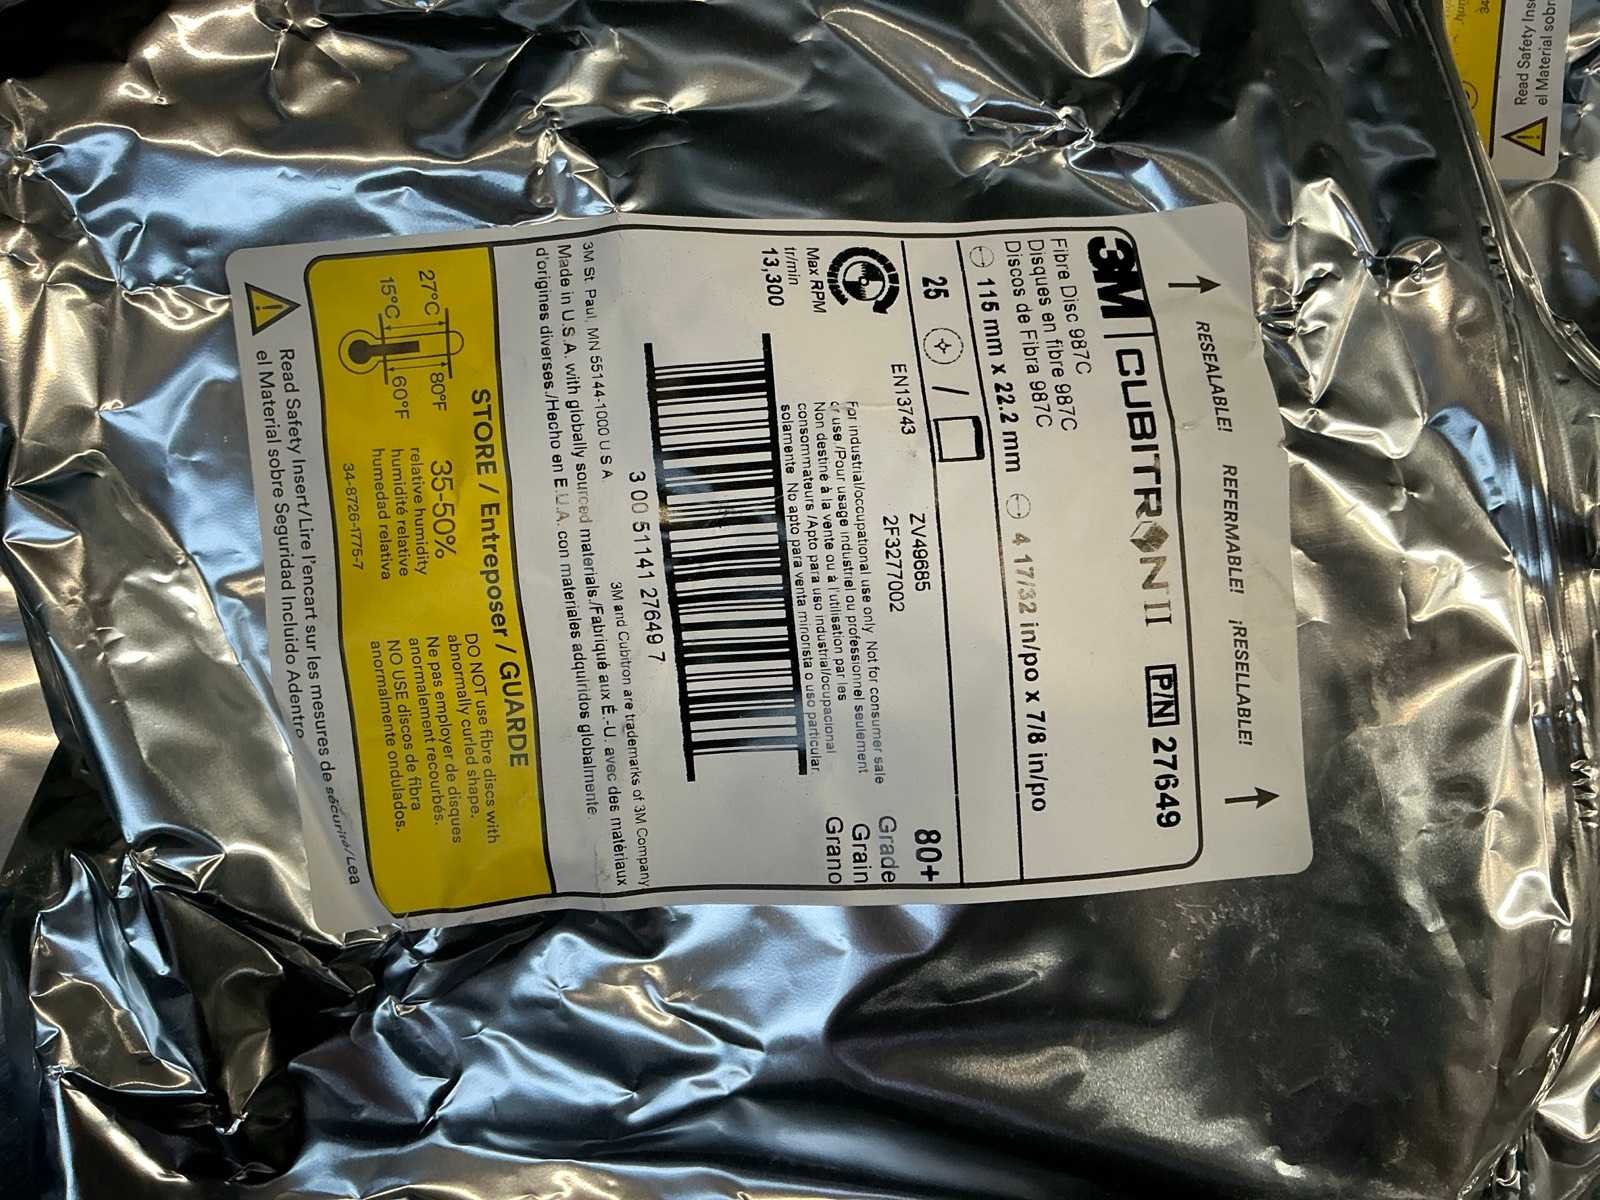 RESEALABLE! REFERMABLE! ¡RESELLABLE!
3M CUBITRON II P/N 27649
Fibre Disc 987C
Disques en fibre 987C
Discos de Fibra 987C
115 mm x 22.2 mm 4 17/32 in/po x 7/8 in/po
25 / ZV49685 80+
EN13743 2F3277002 Grade
Grain
Grano
Max RPM
tr/min
13,300
For industrial/occupational use only. Not for consumer sale
or use./Pour usage industriel ou professionnel seulement.
Non destiné à la vente ou à l'utilisation par les
consommateurs./Apto para uso industrial/ocupacional
solamente. No apto para venta minorista o uso particular.
3 00 51141 27649 7
3M and Cubitron are trademarks of 3M Company
3M St. Paul, MN 55144-1000 U S A
Made in U.S.A. with globally sourced materials./Fabriqué aux É.-U. avec des matériaux
d'origines diverses./Hecho en E.U.A. con materiales adquiridos globalmente.
STORE / Entreposer / GUARDE
27°C 80°F
15°C 60°F
35-50%
relative humidity
humidité relative
humedad relativa
DO NOT use fibre discs with
abnormally curled shape.
Ne pas employer de disques
anormalement recourbés.
NO USE discos de fibra
anormalmente ondulados.
34-8726-1775-7
Read Safety Insert/Lire l'encart sur les mesures de sécurité/Lea
el Material sobre Seguridad Incluido Adentro
Read Safety Ins
el Material sobr